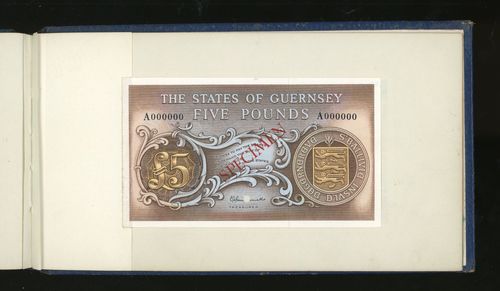 THE STATES OF GUERNSEY
A000000 FIVE POUNDS A000000
SPECIMEN
£5
TREASURER